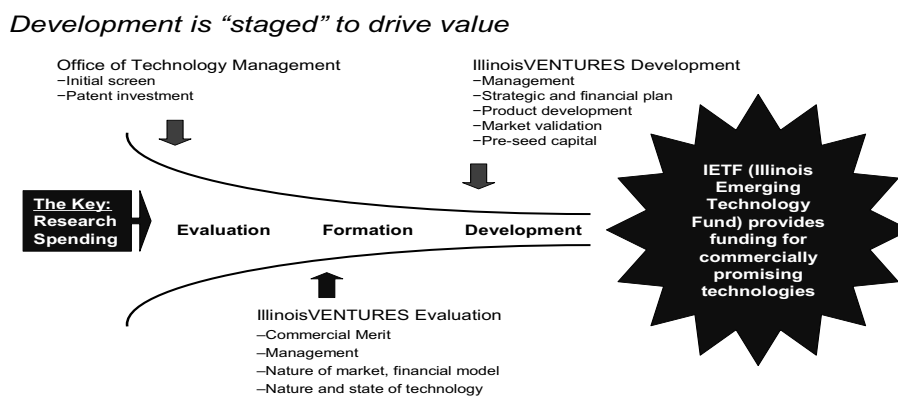 Development is “staged” to drive value
Office of Technology Management
−Initial screen
−Patent investment
IllinoisVENTURES Development
−Management
−Strategic and financial plan
−Product development
−Market validation
−Pre-seed capital
The Key:
Research
Spending
Evaluation
Formation
Development
IETF (Illinois
Emerging
Technology
Fund) provides
funding for
commercially
promising
technologies
IllinoisVENTURES Evaluation
–Commercial Merit
–Management
–Nature of market, financial model
–Nature and state of technology